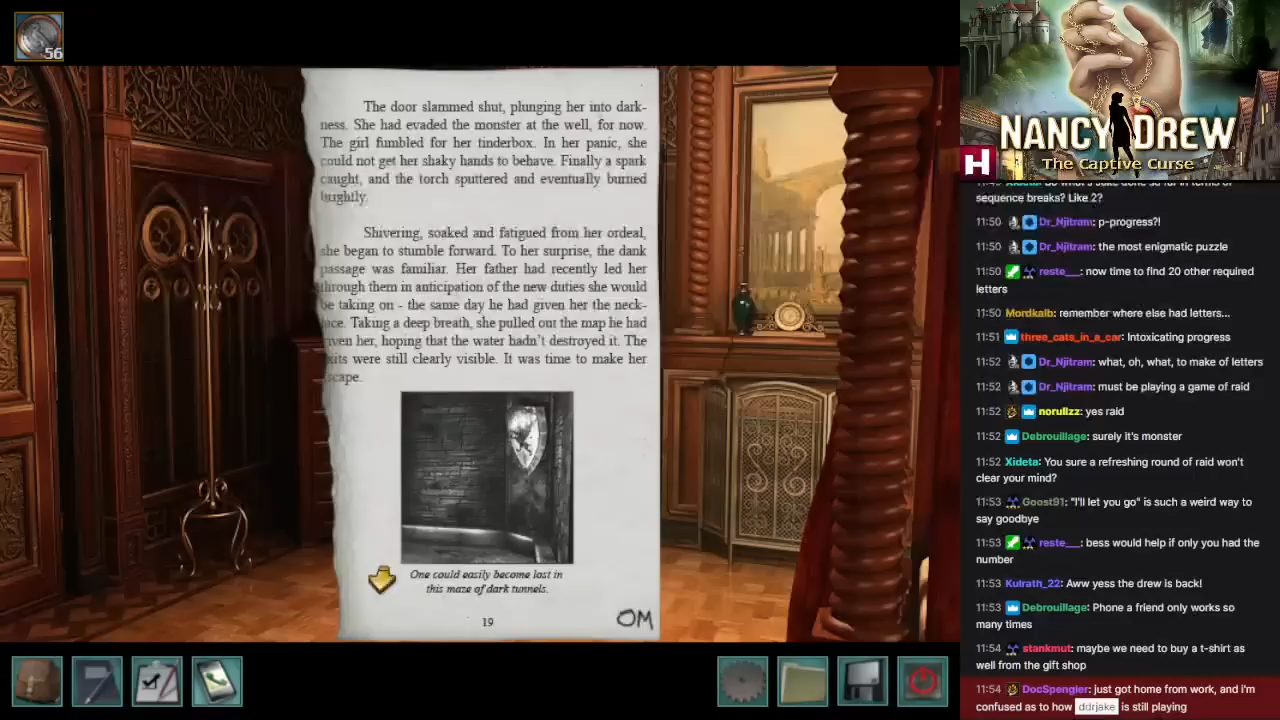 56
The door slammed shut, plunging her into dark-
ness. She had evaded the monster at the well, for now.
The girl fumbled for her tinderbox. In her panic, she
could not get her shaky hands to behave. Finally a spark
caught, and the torch sputtered and eventually burned
brightly.
Shivering, soaked and fatigued from her ordeal,
she began to stumble forward. To her surprise, the dank
passage was familiar. Her father had recently led her
through them in anticipation of the new duties she would
be taking on - the same day he had given her the neck-
lace. Taking a deep breath, she pulled out the map he had
given her, hoping that the water hadn't destroyed it. The
exits were still clearly visible. It was time to make her
escape.
One could easily become lost in
this maze of dark tunnels.
19
OM
NANCY DREW
The Captive Curse
H
sequence breaks? Like 2?
11:50 Dr_Njitram: p-progress?!
11:50 Dr_Njitram: the most enigmatic puzzle
11:50 reste___: now time to find 20 other required
letters
11:50 Mordkalb: remember where else had letters...
11:51 three_cats_in_a_car: Intoxicating progress
11:52 Dr_Njitram: what, oh, what, to make of letters
11:52 Dr_Njitram: must be playing a game of raid
11:52 norullzz: yes raid
11:52 Debrouillage: surely it's monster
11:52 Xideta: You sure a refreshing round of raid won't
clear your mind?
11:53 Goost91: "I'll let you go" is such a weird way to
say goodbye
11:53 reste___: bess would help if only you had the
number
11:53 Kulrath_22: Aww yess the drew is back!
11:53 Debrouillage: Phone a friend only works so
many times
11:54 stankmut: maybe we need to buy a t-shirt as
well from the gift shop
11:54 DocSpengler: just got home from work, and i'm
confused as to how ddrjake is still playing